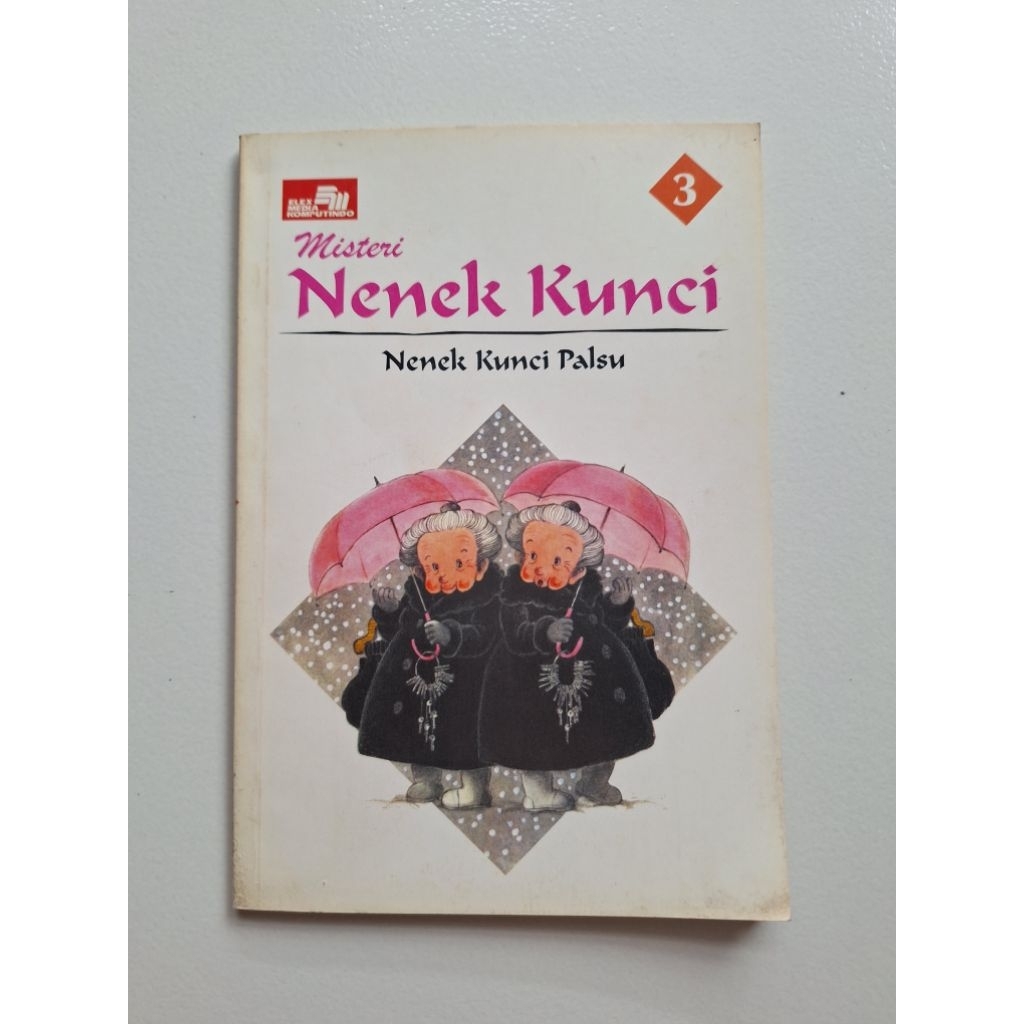 3
ELEX
MEDIA
KOMPUTINDO
Misteri
Nenek Kunci
Nenek Kunci Palsu